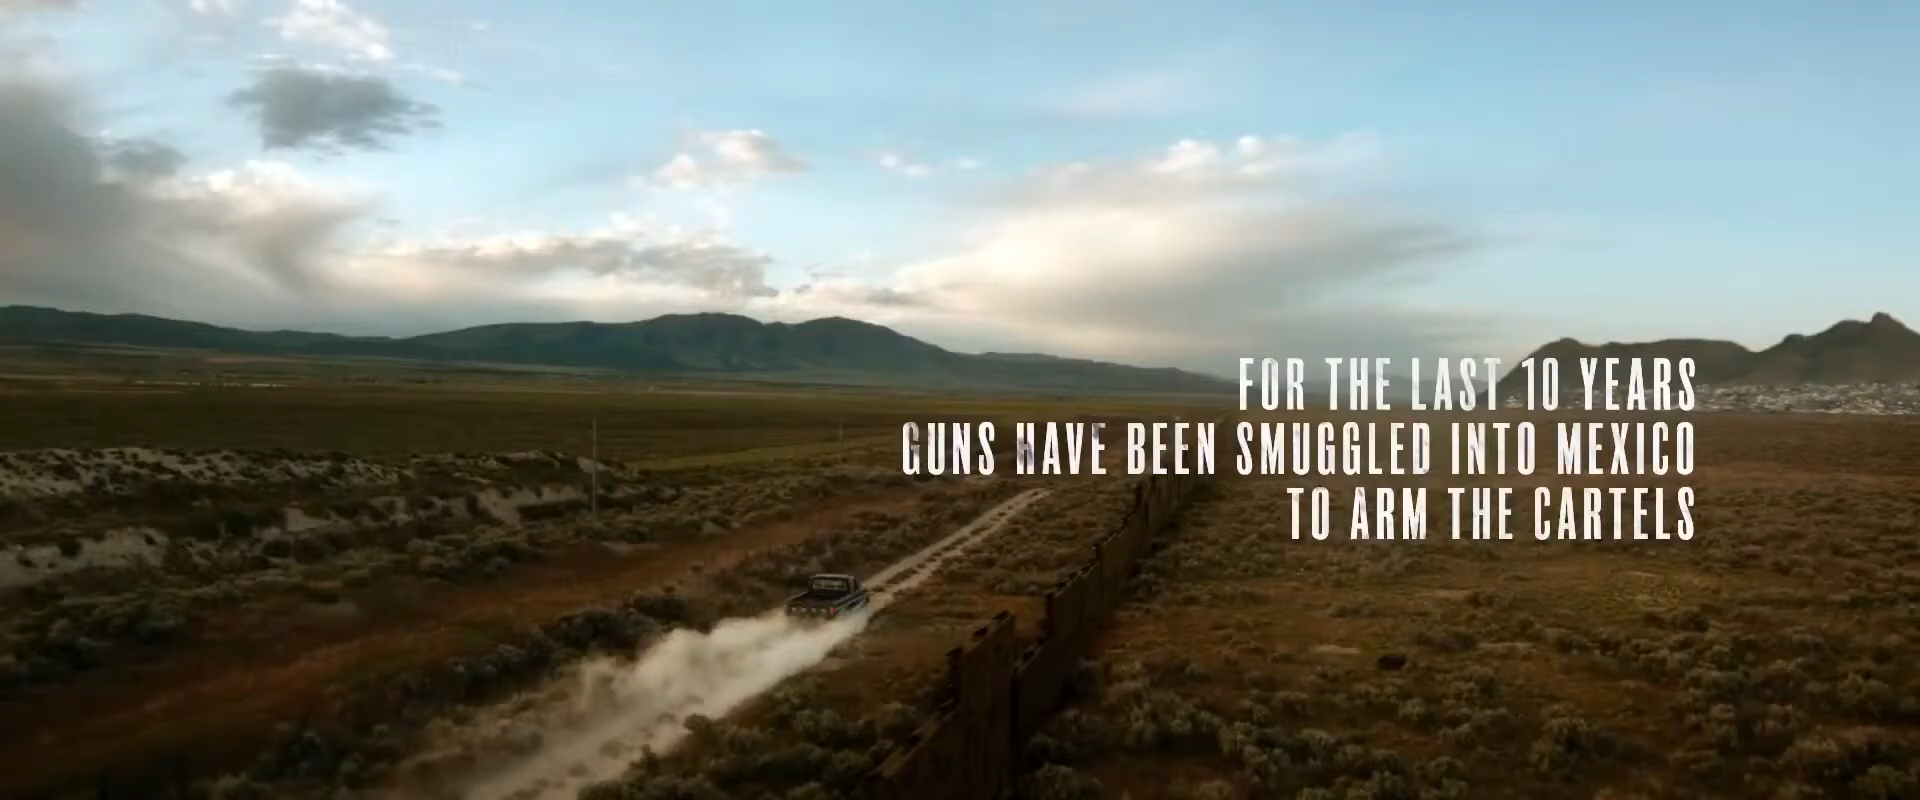 FOR THE LAST 10 YEARS
GUNS HAVE BEEN SMUGGLED INTO MEXICO
TO ARM THE CARTELS